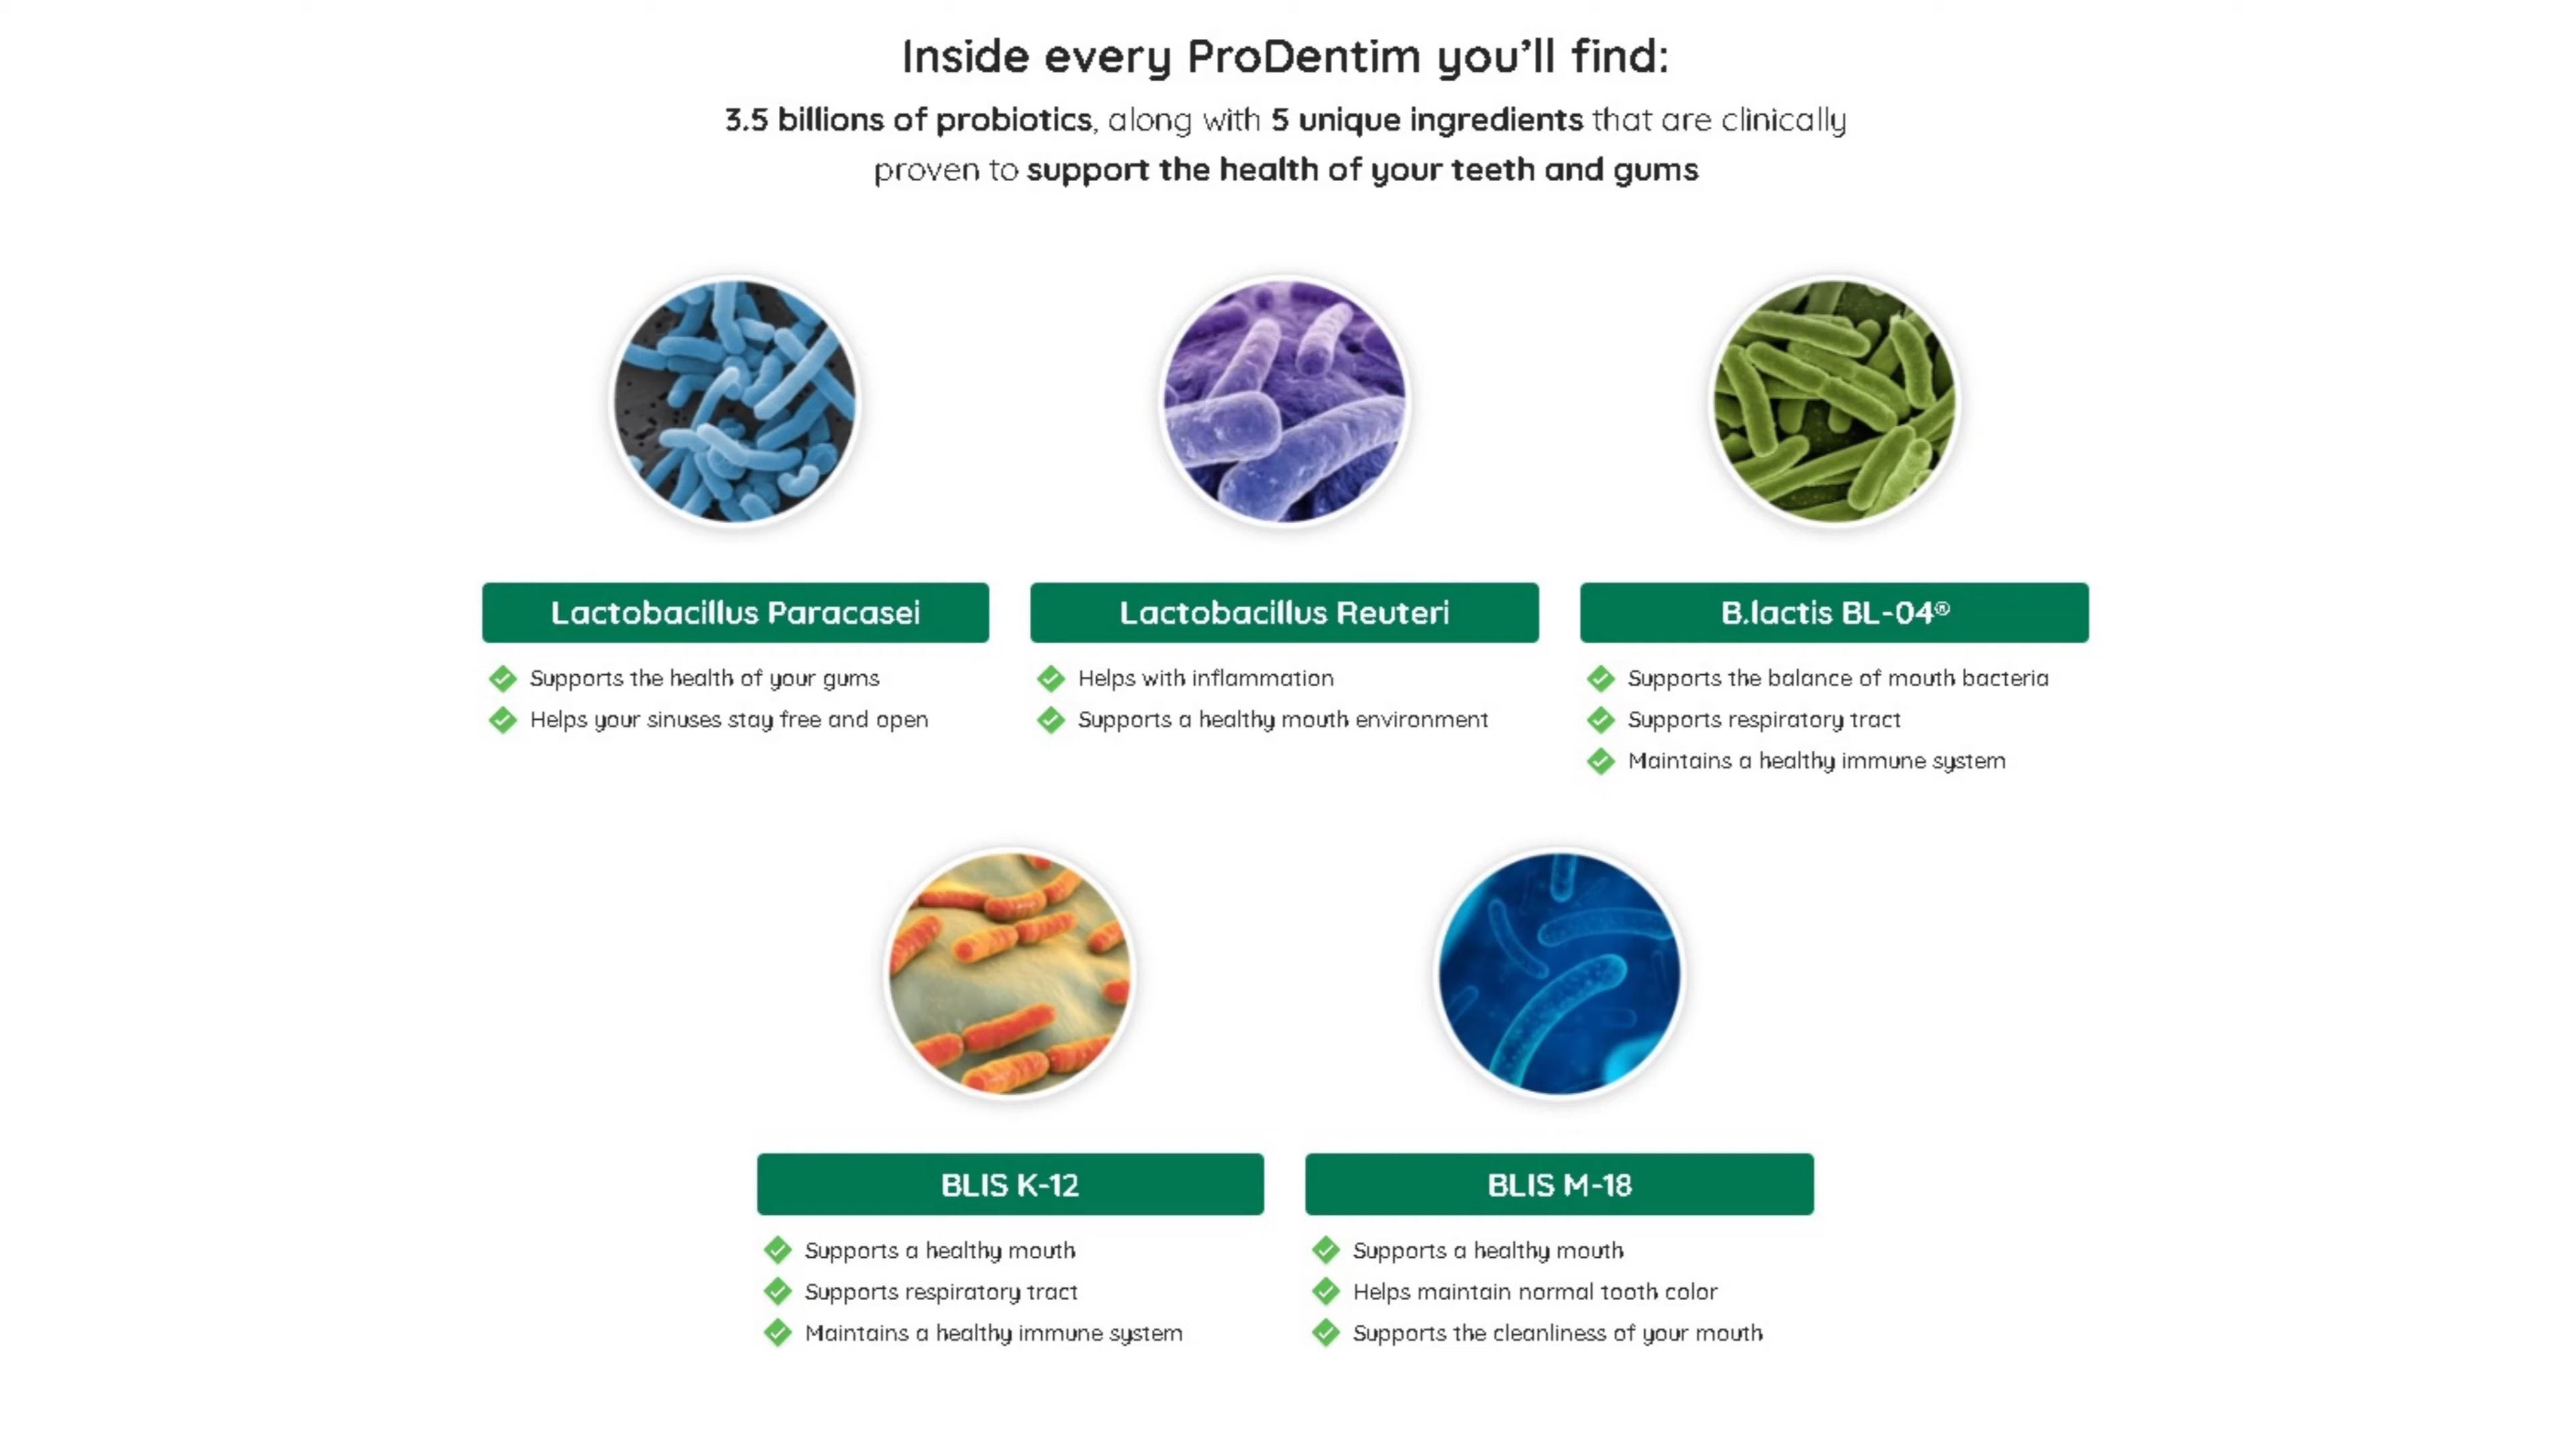 Inside every ProDentim you’ll find:
3.5 billions of probiotics, along with 5 unique ingredients that are clinically
proven to support the health of your teeth and gums
Lactobacillus Paracasei
Supports the health of your gums
Helps your sinuses stay free and open
Lactobacillus Reuteri
Helps with inflammation
Supports a healthy mouth environment
B.lactis BL-04®
Supports the balance of mouth bacteria
Supports respiratory tract
Maintains a healthy immune system
BLIS K-12
Supports a healthy mouth
Supports respiratory tract
Maintains a healthy immune system
BLIS M-18
Supports a healthy mouth
Helps maintain normal tooth color
Supports the cleanliness of your mouth